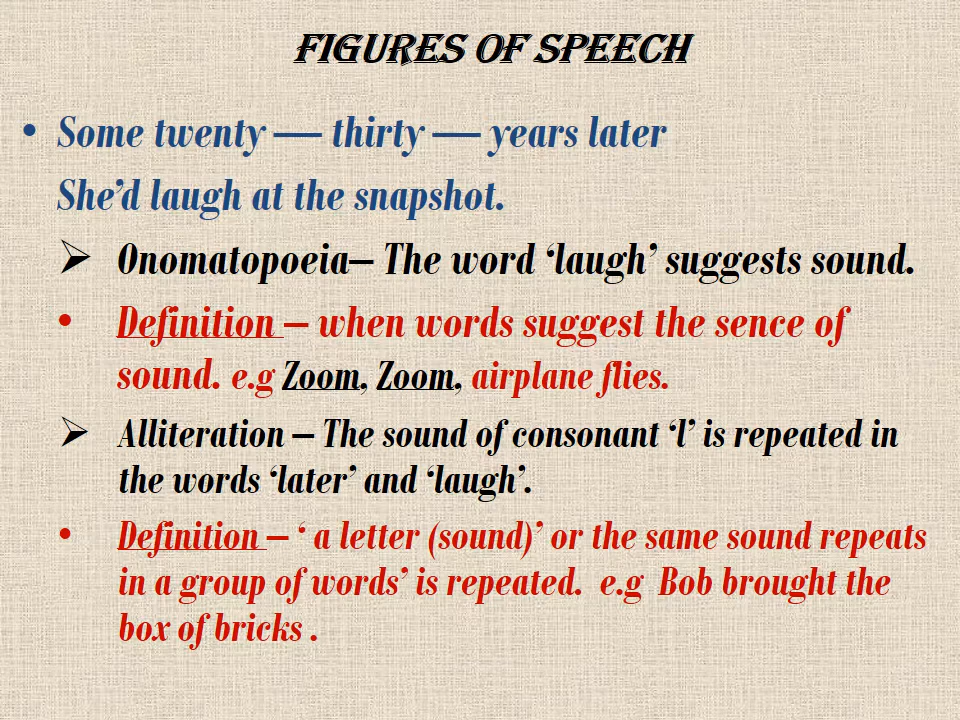 FIGURES OF SPEECH
• Some twenty — thirty — years later
She’d laugh at the snapshot.
➢ Onomatopoeia– The word ‘laugh’ suggests sound.
• Definition – when words suggest the sence of
sound. e.g Zoom, Zoom, airplane flies.
➢ Alliteration – The sound of consonant ‘l’ is repeated in
the words ‘later’ and ‘laugh’.
• Definition – ‘ a letter (sound)’ or the same sound repeats
in a group of words’ is repeated. e.g Bob brought the
box of bricks .